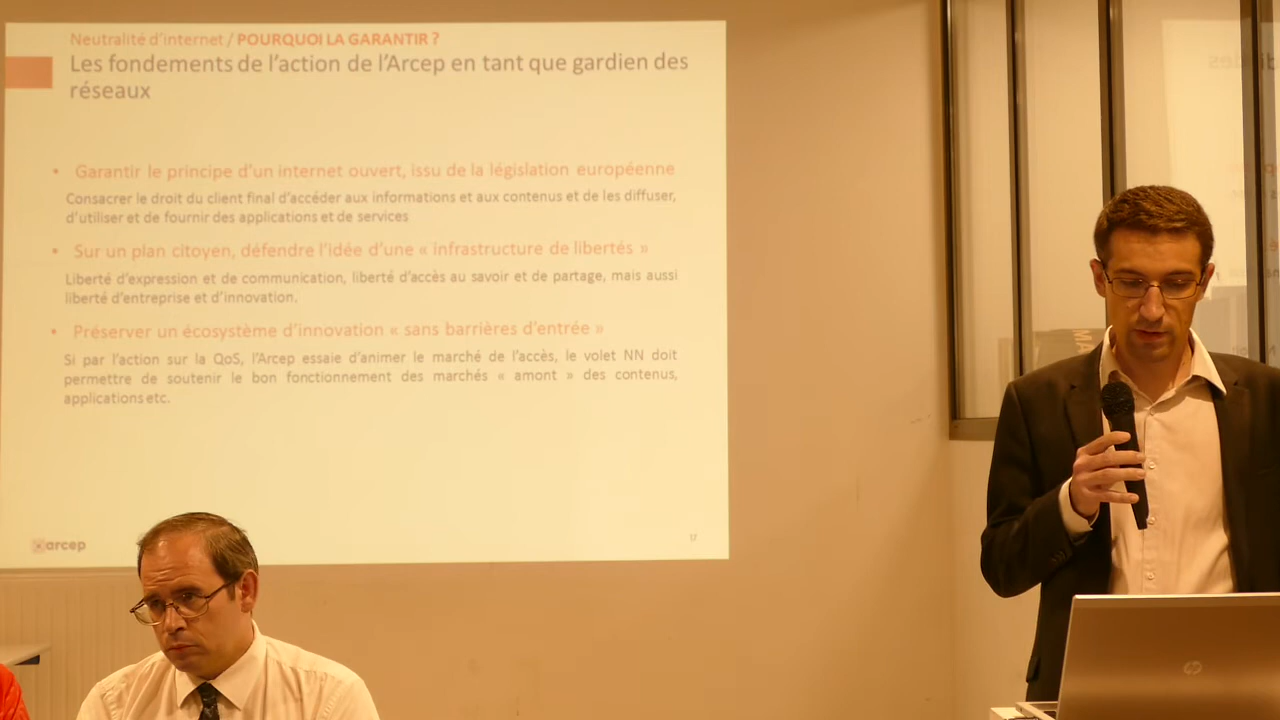 Neutralité d'internet / POURQUOI LA GARANTIR ?
Les fondements de l'action de l'Arcep en tant que gardien des
réseaux
• Garantir le principe d'un internet ouvert, issu de la législation européenne
Consacrer le droit du client final d'accéder aux informations et aux contenus et de les diffuser,
d'utiliser et de fournir des applications et de services
• Sur un plan citoyen, défendre l'idée d'une « infrastructure de libertés »
Liberté d'expression et de communication, liberté d'accès au savoir et de partage, mais aussi
liberté d'entreprise et d'innovation.
• Préserver un écosystème d'innovation « sans barrières d'entrée »
Si par l'action sur la QoS, l'Arcep essaie d'animer le marché de l'accès, le volet NN doit
permettre de soutenir le bon fonctionnement des marchés « amont » des contenus,
applications etc.
arcep
17
hp